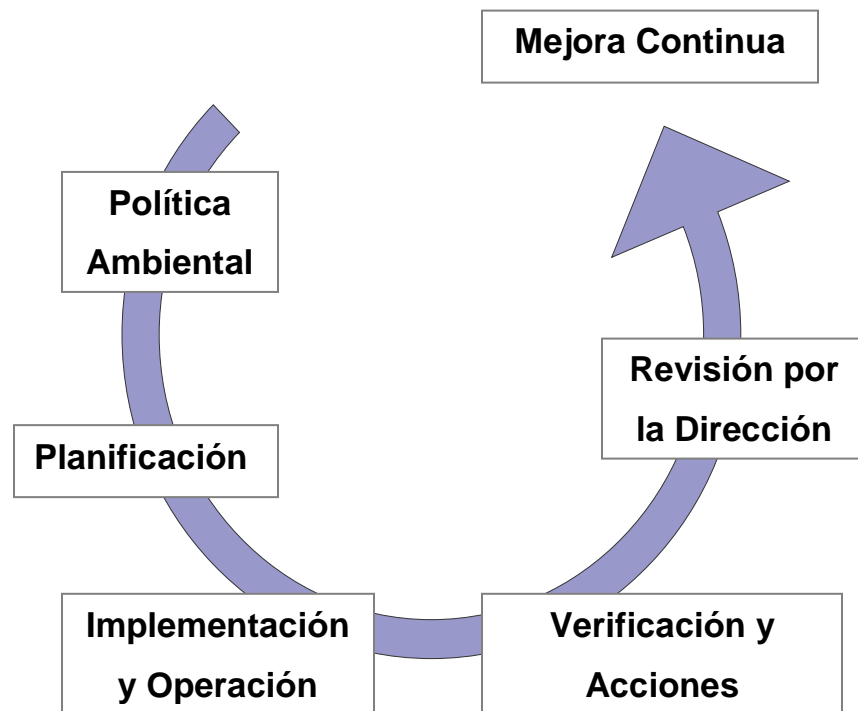 Mejora Continua
Política
Ambiental
Planificación
Implementación
y Operación
Verificación y
Acciones
Revisión por
la Dirección